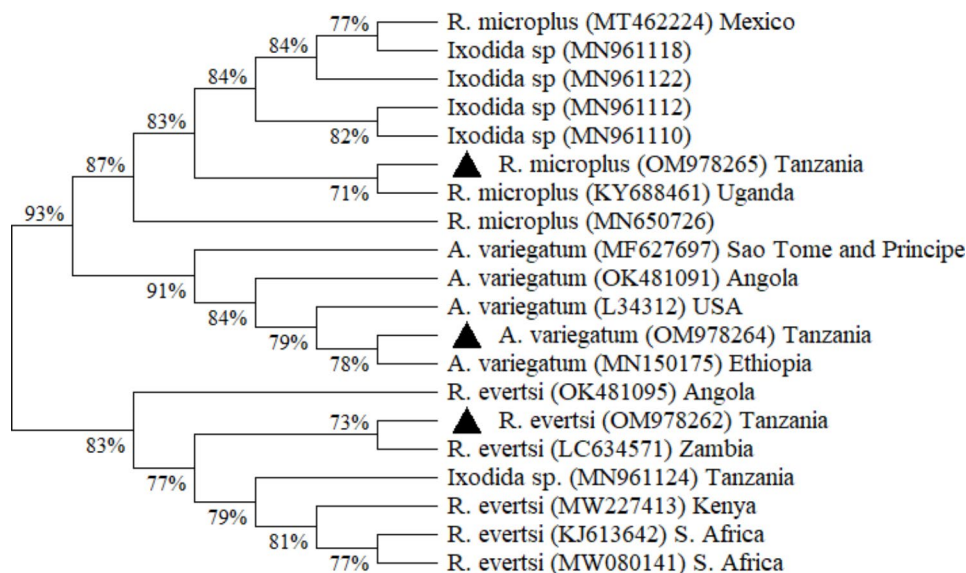 77%
R. microplus (MT462224) Mexico
84%
Ixodida sp (MN961118)
84%
Ixodida sp (MN961122)
83%
Ixodida sp (MN961112)
82%
Ixodida sp (MN961110)
87%
R. microplus (OM978265) Tanzania
71%
R. microplus (KY688461) Uganda
93%
R. microplus (MN650726)
A. variegatum (MF627697) Sao Tome and Principe
91%
A. variegatum (OK481091) Angola
84%
A. variegatum (L34312) USA
79%
A. variegatum (OM978264) Tanzania
78%
A. variegatum (MN150175) Ethiopia
R. evertsi (OK481095) Angola
73%
R. evertsi (OM978262) Tanzania
83%
R. evertsi (LC634571) Zambia
77%
Ixodida sp. (MN961124) Tanzania
79%
R. evertsi (MW227413) Kenya
81%
R. evertsi (KJ613642) S. Africa
77%
R. evertsi (MW080141) S. Africa